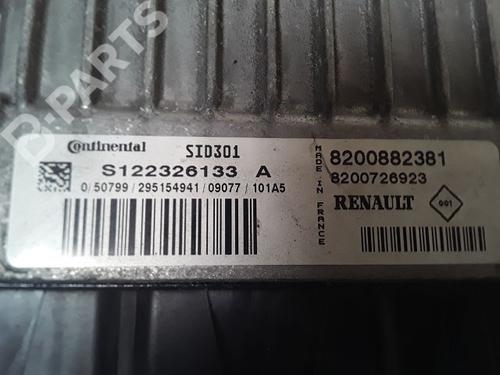 B-PARTS
Continental SID301
S122326133 A
0/50799/295154941/09077/101A5
MADE IN FRANCE
8200882381
8200726923
RENAULT
001